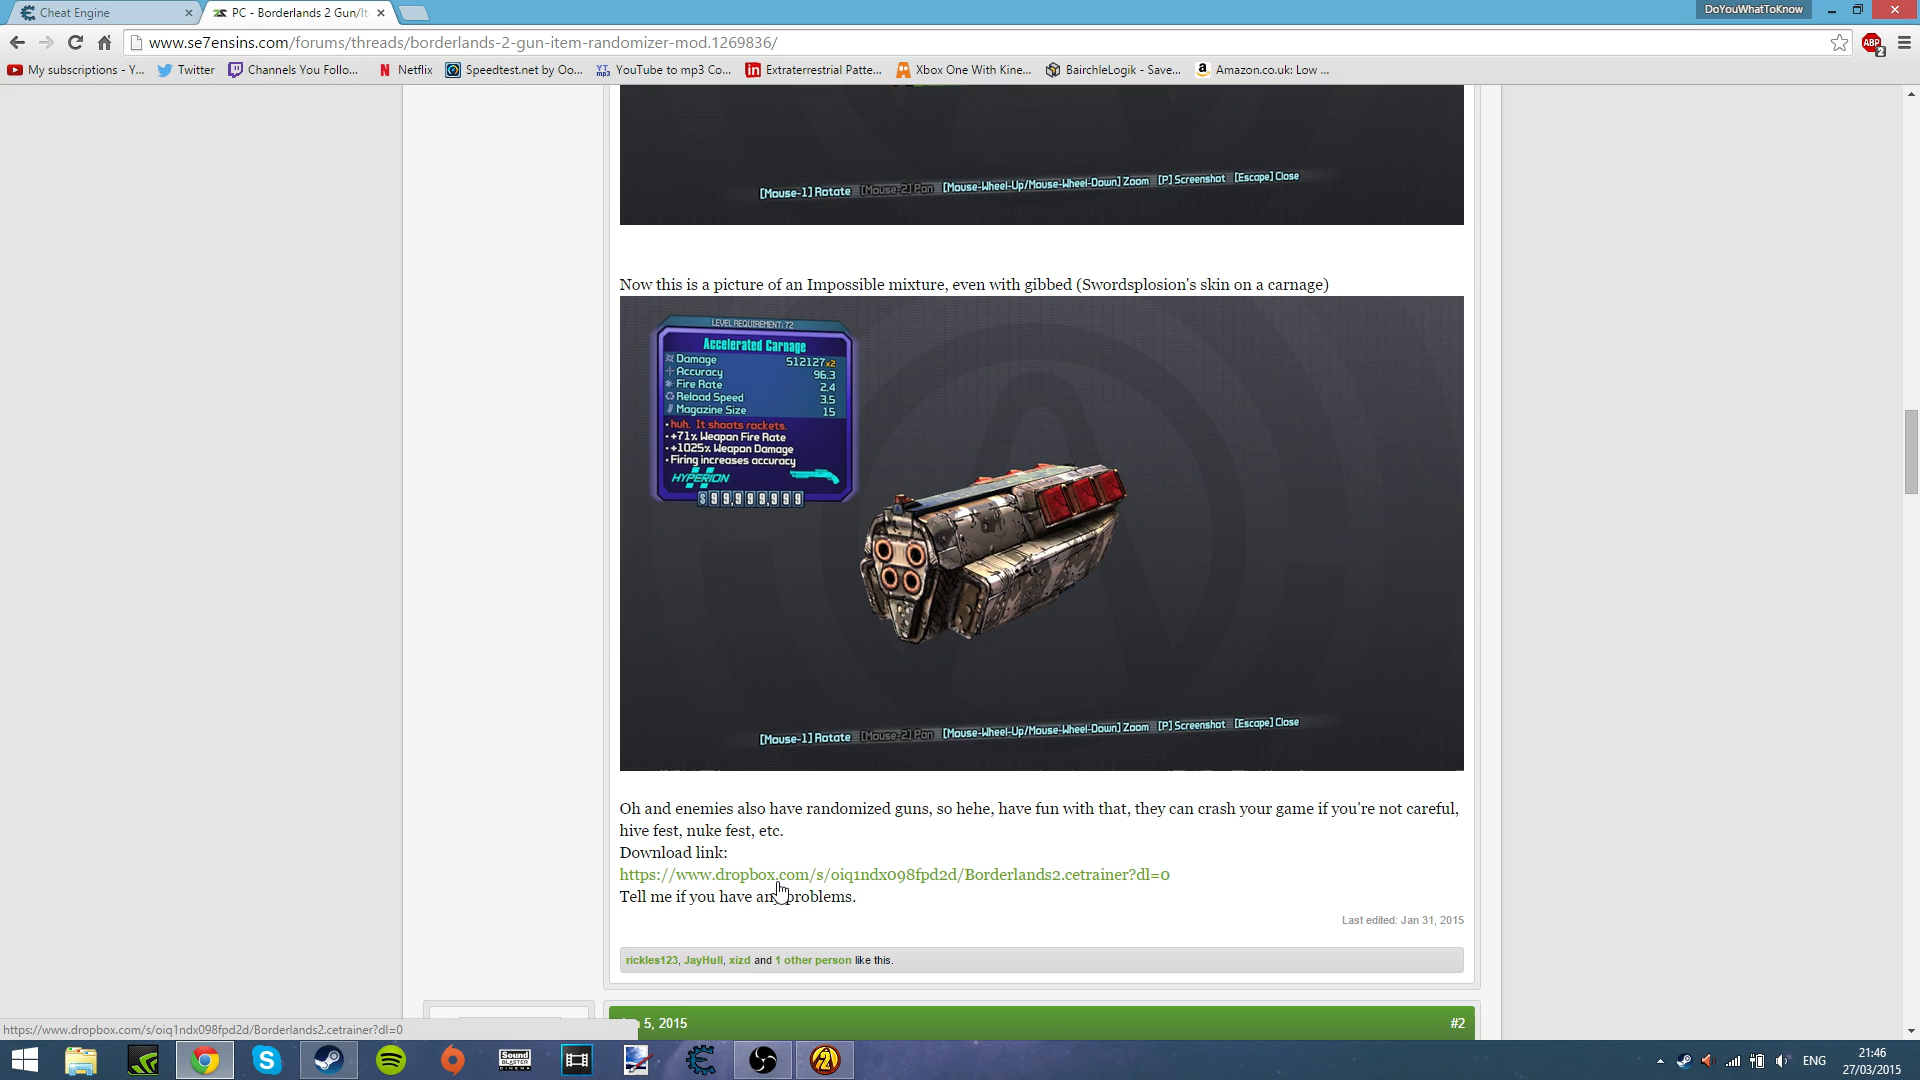 Cheat Engine
PC - Borderlands 2 Gun/It
DoYouWhatToKnow
www.se7ensins.com/forums/threads/borderlands-2-gun-item-randomizer-mod.1269836/
ABP
2
My subscriptions - Y...
Twitter
Channels You Follo...
Netflix
Speedtest.net by Oo...
YouTube to mp3 Co...
Extraterrestrial Patte...
Xbox One With Kine...
BairchleLogik - Save...
Amazon.co.uk: Low ...
[Mouse-1] Rotate [Mouse-2] Pan [Mouse-Wheel-Up/Mouse-Wheel-Down] Zoom [P] Screenshot [Escape] Close
Now this is a picture of an Impossible mixture, even with gibbed (Swordsplosion's skin on a carnage)
LEVEL REQUIREMENT: 72
Accelerated Carnage
Damage 512127x2
Accuracy 96.3
Fire Rate 2.4
Reload Speed 3.5
Magazine Size 15
• huh. It shoots rockets.
• +71% Weapon Fire Rate
• +1025% Weapon Damage
• Firing increases accuracy
HYPERION
$99,999,999
[Mouse-1] Rotate [Mouse-2] Pan [Mouse-Wheel-Up/Mouse-Wheel-Down] Zoom [P] Screenshot [Escape] Close
Oh and enemies also have randomized guns, so hehe, have fun with that, they can crash your game if you're not careful,
hive fest, nuke fest, etc.
Download link:
https://www.dropbox.com/s/oiq1ndx098fpd2d/Borderlands2.cetrainer?dl=0
Tell me if you have any problems.
Last edited: Jan 31, 2015
rickles123, JayHull, xizd and 1 other person like this.
5, 2015
#2
https://www.dropbox.com/s/oiq1ndx098fpd2d/Borderlands2.cetrainer?dl=0
Sound BLASTER CINEMA
ENG
21:46
27/03/2015